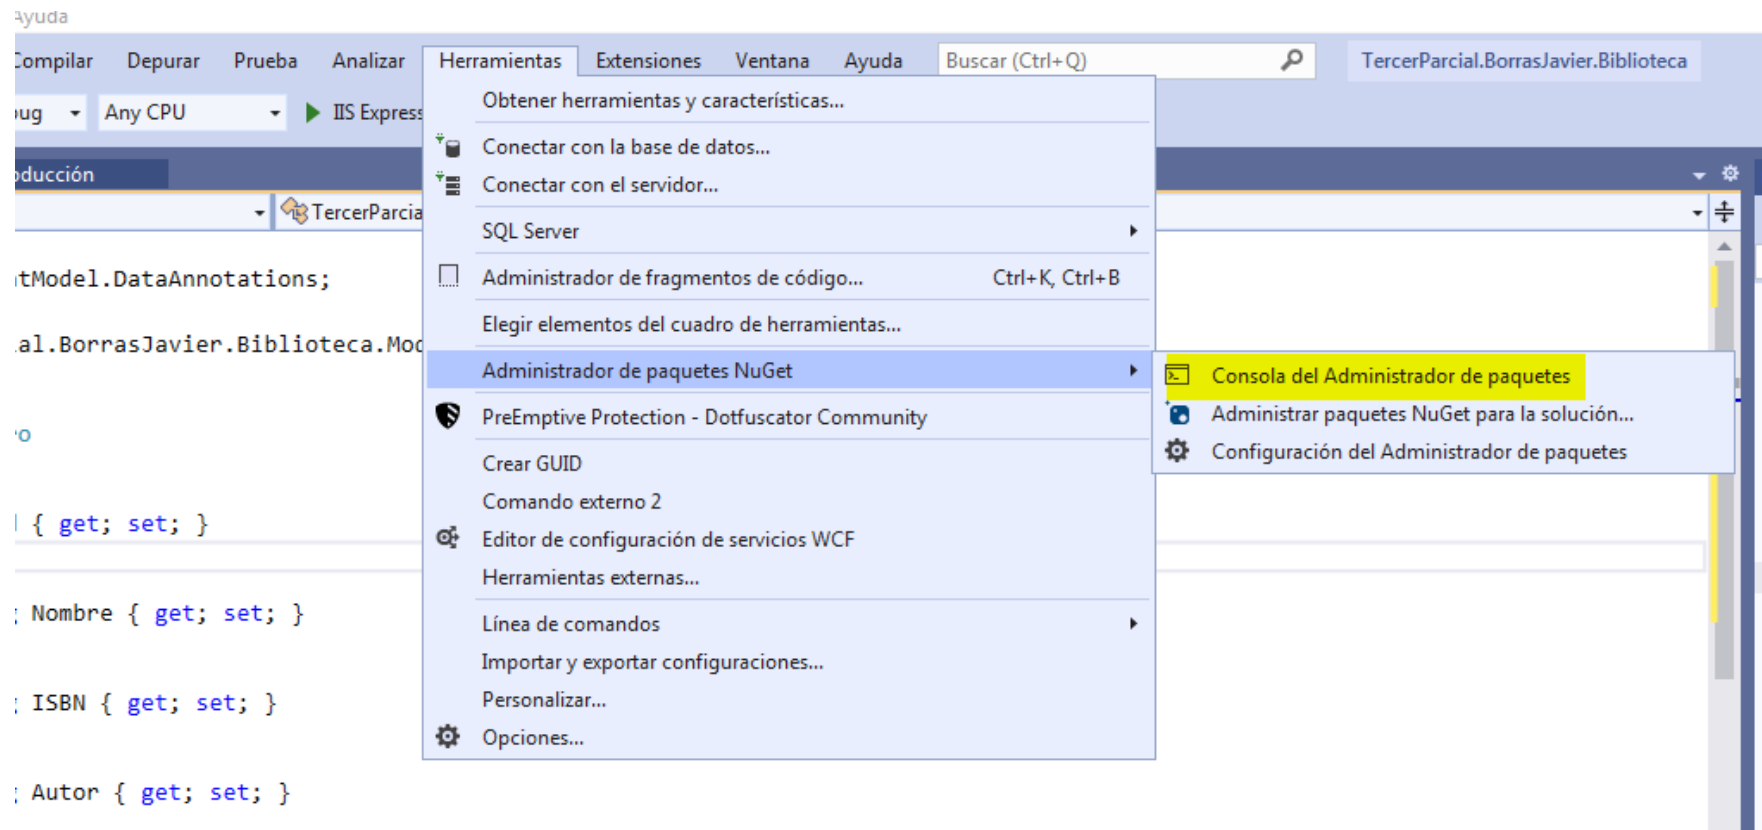 Ayuda
Compilar Depurar Prueba Analizar Herramientas Extensiones Ventana Ayuda Buscar (Ctrl+Q) TercerParcial.BorrasJavier.Biblioteca
ug Any CPU IIS Express
oducción
TercerParcia
Obtener herramientas y características...
Conectar con la base de datos...
Conectar con el servidor...
SQL Server
Administrador de fragmentos de código... Ctrl+K, Ctrl+B
Elegir elementos del cuadro de herramientas...
Administrador de paquetes NuGet
PreEmptive Protection - Dotfuscator Community
Crear GUID
Comando externo 2
Editor de configuración de servicios WCF
Herramientas externas...
Línea de comandos
Importar y exportar configuraciones...
Personalizar...
Opciones...
Consola del Administrador de paquetes
Administrar paquetes NuGet para la solución...
Configuración del Administrador de paquetes
tModel.DataAnnotations;
al.BorrasJavier.Biblioteca.Mod
o
{ get; set; }
Nombre { get; set; }
ISBN { get; set; }
Autor { get; set; }